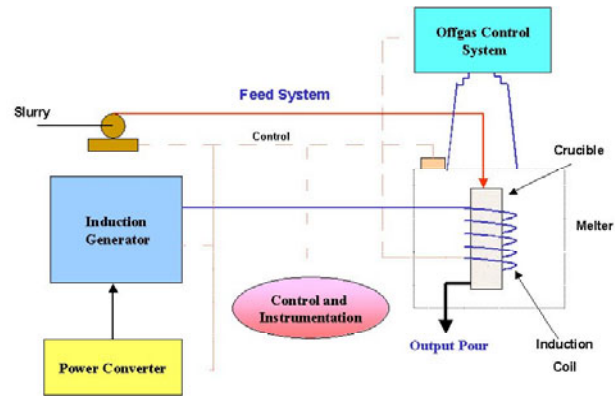 Offgas Control
System
Feed System
Slurry
Control
Crucible
Induction
Generator
Melter
Control and
Instrumentation
Output Pour
Induction
Coil
Power Converter